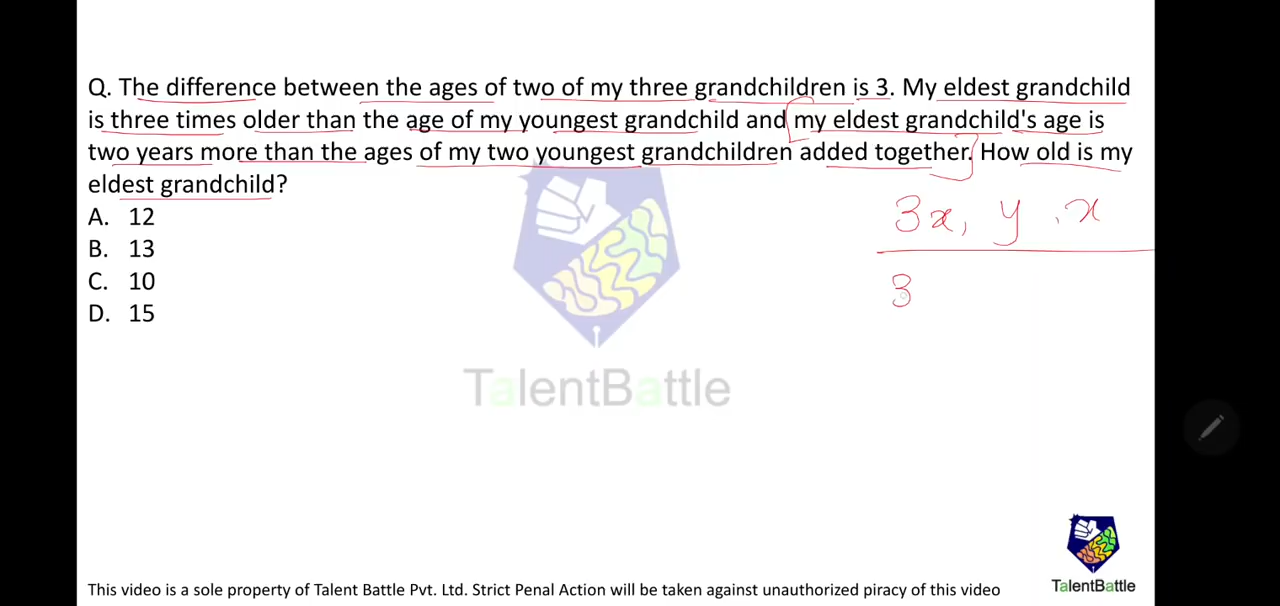 Q. The difference between the ages of two of my three grandchildren is 3. My eldest grandchild
is three times older than the age of my youngest grandchild and my eldest grandchild's age is
two years more than the ages of my two youngest grandchildren added together. How old is my
eldest grandchild?
A. 12
B. 13
C. 10
D. 15
3x, y, x
3
TalentBattle
TalentBattle
This video is a sole property of Talent Battle Pvt. Ltd. Strict Penal Action will be taken against unauthorized piracy of this video